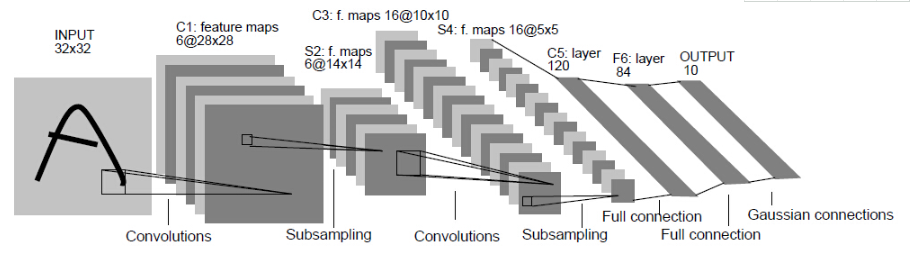 INPUT
32x32
C1: feature maps
6@28x28
S2: f. maps
6@14x14
C3: f. maps 16@10x10
S4: f. maps 16@5x5
C5: layer
120
F6: layer
84
OUTPUT
10
Convolutions
Subsampling
Convolutions
Subsampling
Full connection
Full connection
Gaussian connections